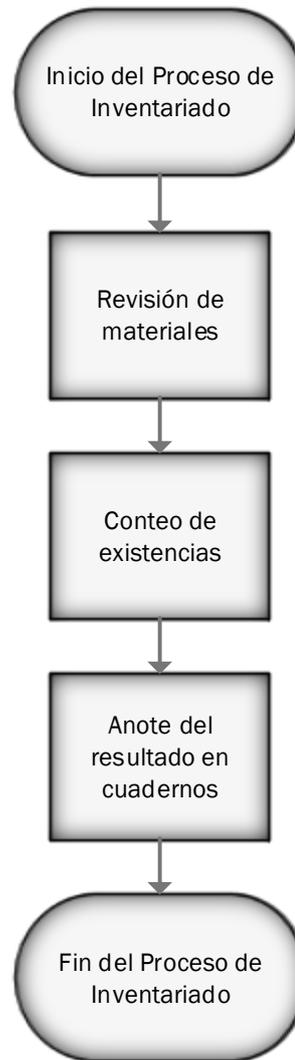 Inicio del Proceso de
Inventariado
Revisión de
materiales
Conteo de
existencias
Anote del
resultado en
cuadernos
Fin del Proceso de
Inventariado